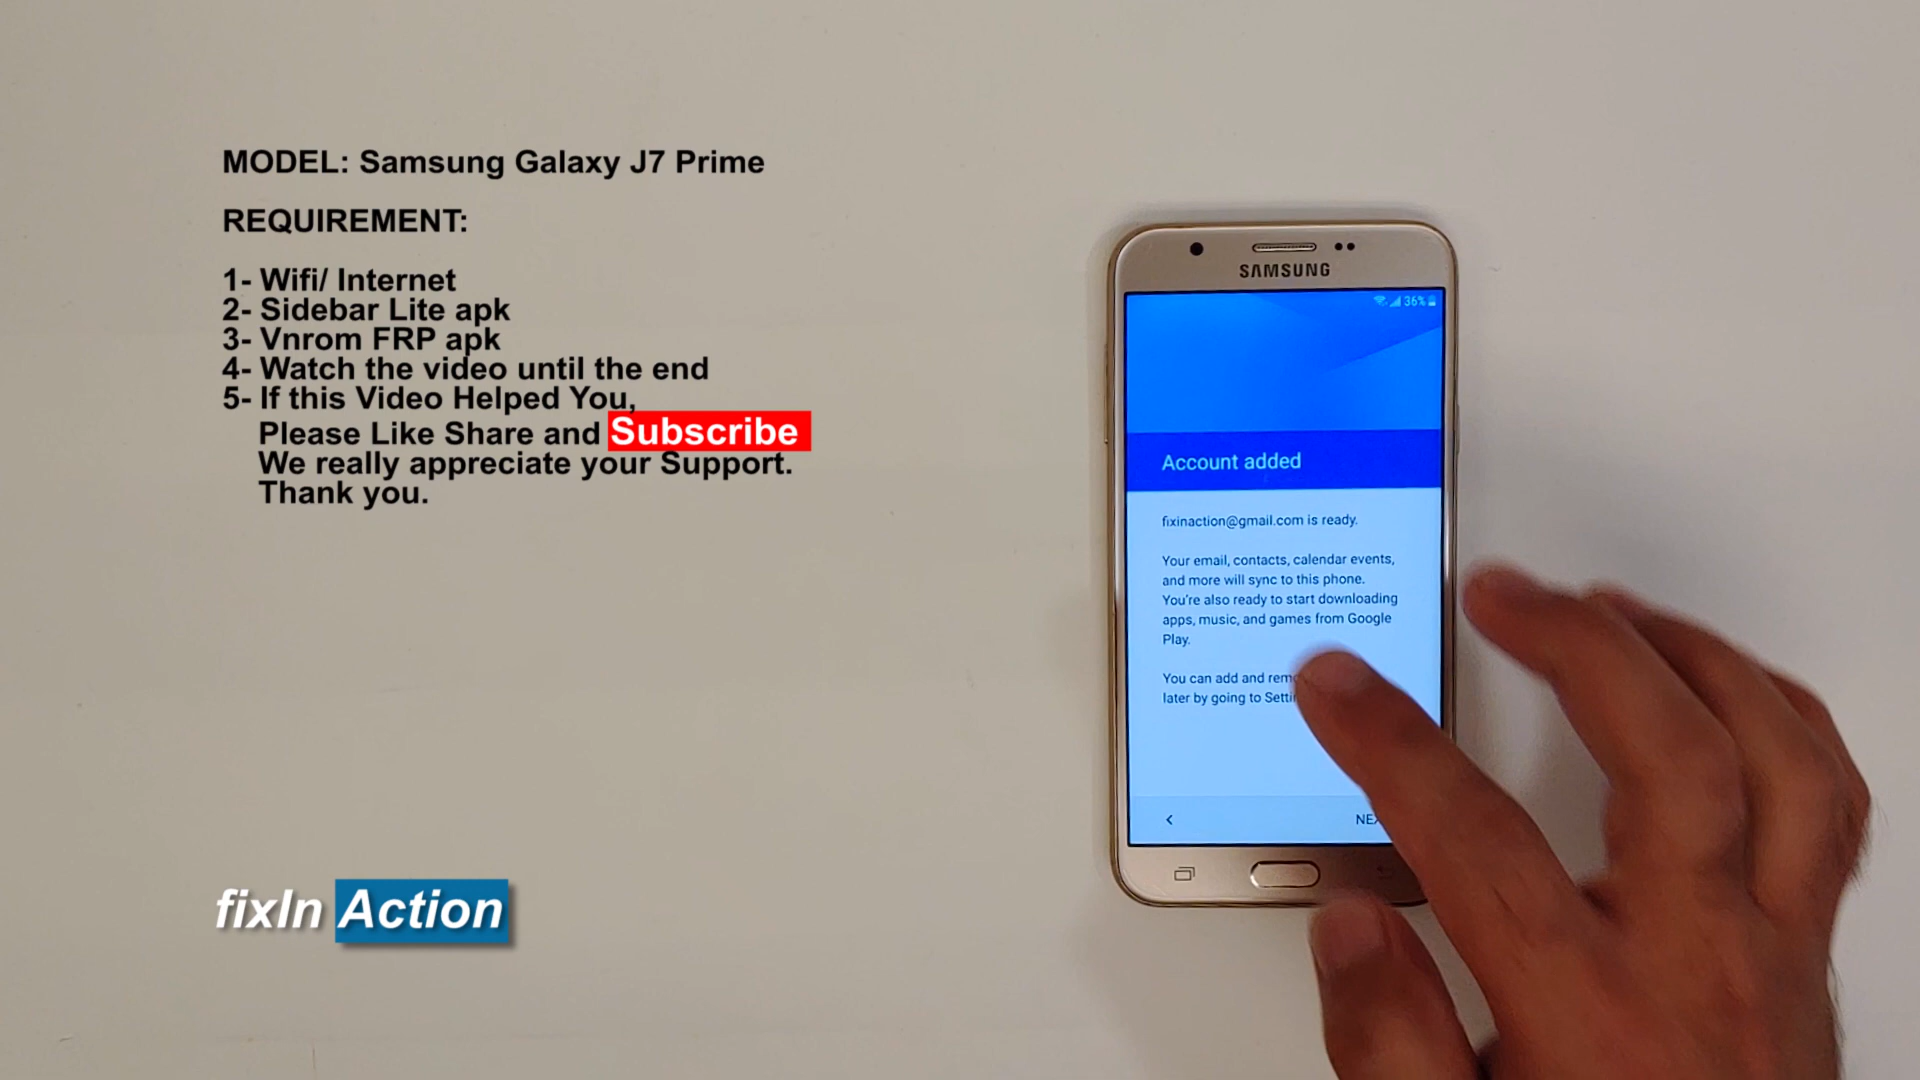 MODEL: Samsung Galaxy J7 Prime
REQUIREMENT:
1- Wifi/ Internet
2- Sidebar Lite apk
3- Vnrom FRP apk
4- Watch the video until the end
5- If this Video Helped You,
Please Like Share and Subscribe
We really appreciate your Support.
Thank you.
fixIn Action
SAMSUNG
36%
Account added
fixinaction@gmail.com is ready.
Your email, contacts, calendar events,
and more will sync to this phone.
You're also ready to start downloading
apps, music, and games from Google
Play.
You can add and
later by going to